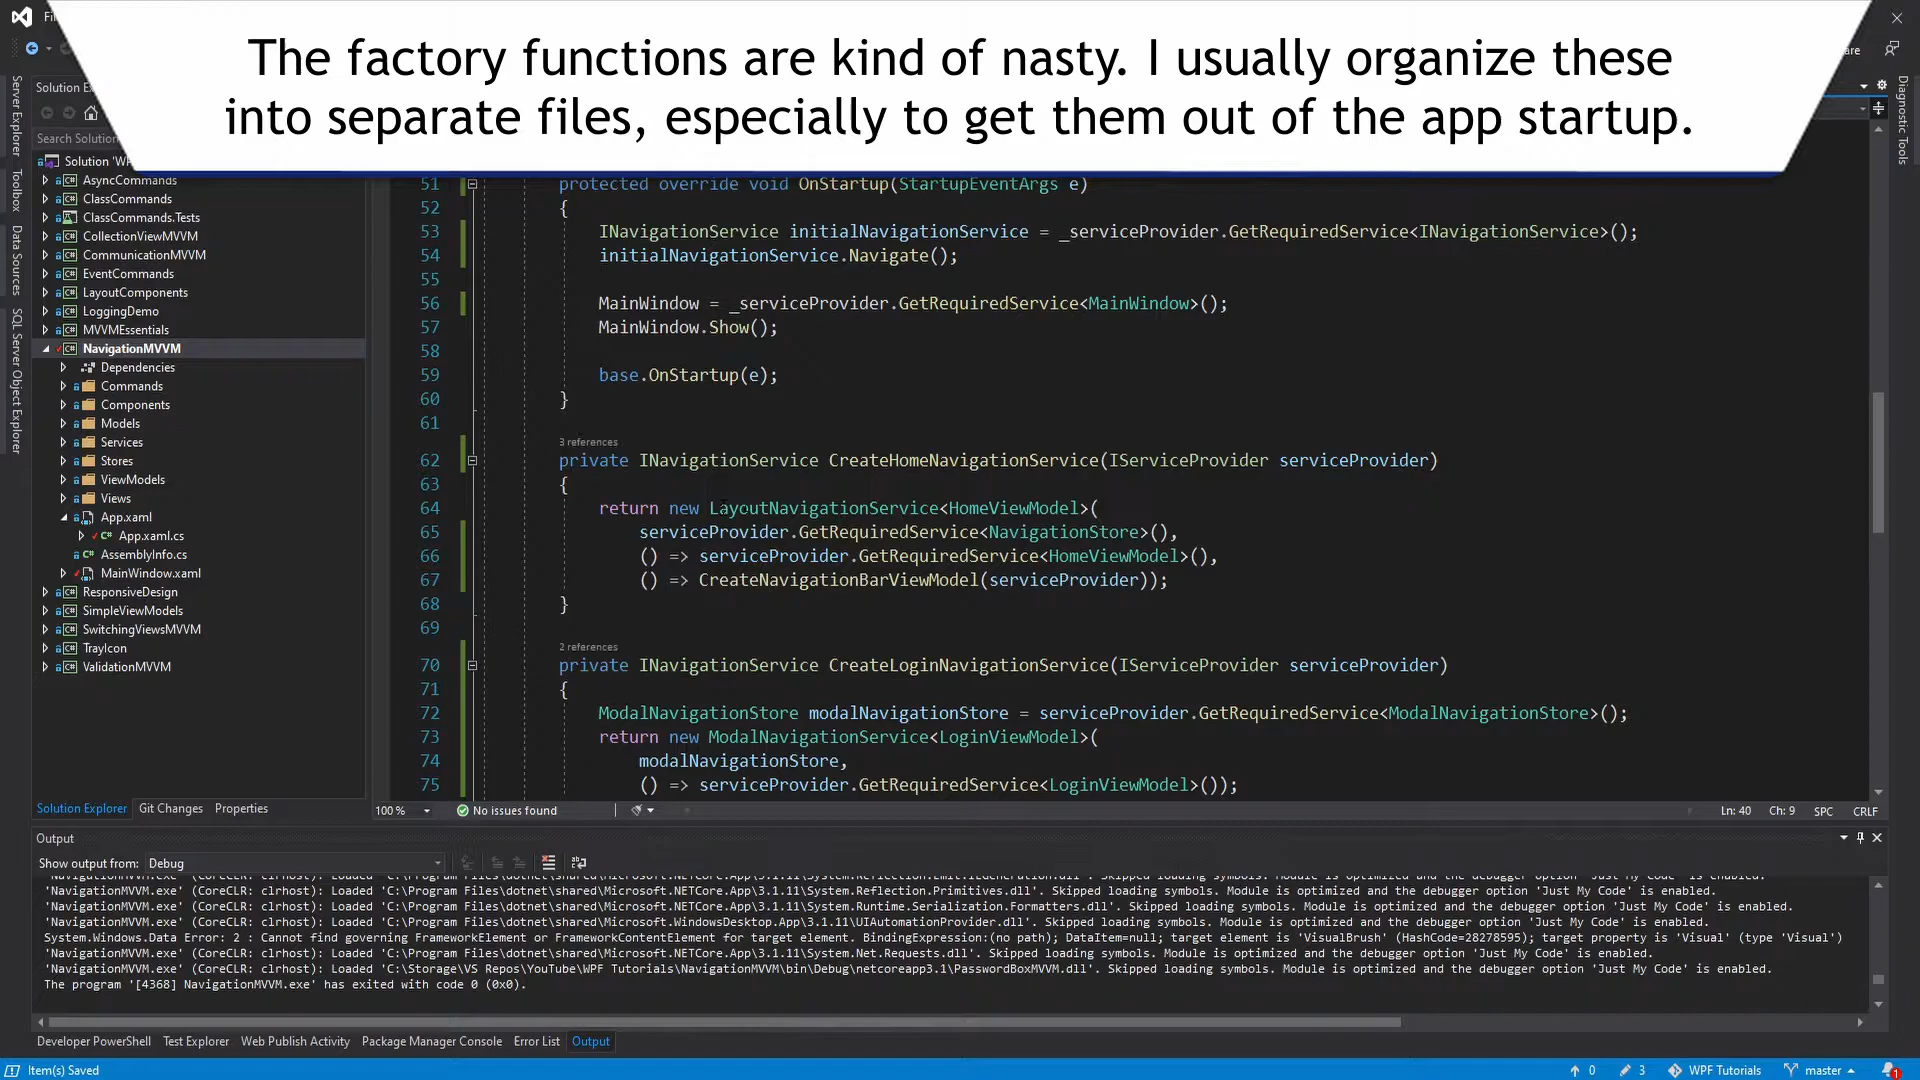 The factory functions are kind of nasty. I usually organize these
into separate files, especially to get them out of the app startup.
Solution
Search Solution
Server Explorer
Toolbox
Data Sources
SQL Server Object Explorer
Diagnostic Tools
Solution 'WP
AsyncCommands
ClassCommands
ClassCommands.Tests
CollectionViewMVVM
CommunicationMVVM
EventCommands
LayoutComponents
LoggingDemo
MVVMEssentials
NavigationMVVM
Dependencies
Commands
Components
Models
Services
Stores
ViewModels
Views
App.xaml
App.xaml.cs
AssemblyInfo.cs
MainWindow.xaml
ResponsiveDesign
SimpleViewModels
SwitchingViewsMVVM
TrayIcon
ValidationMVVM
Solution Explorer Git Changes Properties
51 protected override void OnStartup(StartupEventArgs e)
52 {
53 INavigationService initialNavigationService = _serviceProvider.GetRequiredService<INavigationService>();
54 initialNavigationService.Navigate();
55
56 MainWindow = _serviceProvider.GetRequiredService<MainWindow>();
57 MainWindow.Show();
58
59 base.OnStartup(e);
60 }
61
3 references
62 private INavigationService CreateHomeNavigationService(IServiceProvider serviceProvider)
63 {
64 return new LayoutNavigationService<HomeViewModel>(
65 serviceProvider.GetRequiredService<NavigationStore>(),
66 () => serviceProvider.GetRequiredService<HomeViewModel>(),
67 () => CreateNavigationBarViewModel(serviceProvider));
68 }
69
2 references
70 private INavigationService CreateLoginNavigationService(IServiceProvider serviceProvider)
71 {
72 ModalNavigationStore modalNavigationStore = serviceProvider.GetRequiredService<ModalNavigationStore>();
73 return new ModalNavigationService<LoginViewModel>(
74 modalNavigationStore,
75 () => serviceProvider.GetRequiredService<LoginViewModel>());
100 % No issues found Ln: 40 Ch: 9 SPC CRLF
Output
Show output from: Debug
'NavigationMVVM.exe' (CoreCLR: clrhost): Loaded 'C:\Program Files\dotnet\shared\Microsoft.NETCore.App\3.1.11\System.Reflection.Primitives.dll'. Skipped loading symbols. Module is optimized and the debugger option 'Just My Code' is enabled.
'NavigationMVVM.exe' (CoreCLR: clrhost): Loaded 'C:\Program Files\dotnet\shared\Microsoft.NETCore.App\3.1.11\System.Runtime.Serialization.Formatters.dll'. Skipped loading symbols. Module is optimized and the debugger option 'Just My Code' is enabled.
'NavigationMVVM.exe' (CoreCLR: clrhost): Loaded 'C:\Program Files\dotnet\shared\Microsoft.WindowsDesktop.App\3.1.11\UIAutomationProvider.dll'. Skipped loading symbols. Module is optimized and the debugger option 'Just My Code' is enabled.
System.Windows.Data Error: 2 : Cannot find governing FrameworkElement or FrameworkContentElement for target element. BindingExpression:(no path); DataItem=null; target element is 'VisualBrush' (HashCode=28278595); target property is 'Visual' (type 'Visual')
'NavigationMVVM.exe' (CoreCLR: clrhost): Loaded 'C:\Program Files\dotnet\shared\Microsoft.NETCore.App\3.1.11\System.Net.Requests.dll'. Skipped loading symbols. Module is optimized and the debugger option 'Just My Code' is enabled.
'NavigationMVVM.exe' (CoreCLR: clrhost): Loaded 'C:\Storage\VS Repos\YouTube\WPF Tutorials\NavigationMVVM\bin\Debug\netcoreapp3.1\PasswordBoxMVVM.dll'. Skipped loading symbols. Module is optimized and the debugger option 'Just My Code' is enabled.
The program '[4368] NavigationMVVM.exe' has exited with code 0 (0x0).
Developer PowerShell Test Explorer Web Publish Activity Package Manager Console Error List Output
Item(s) Saved 0 3 WPF Tutorials master 1